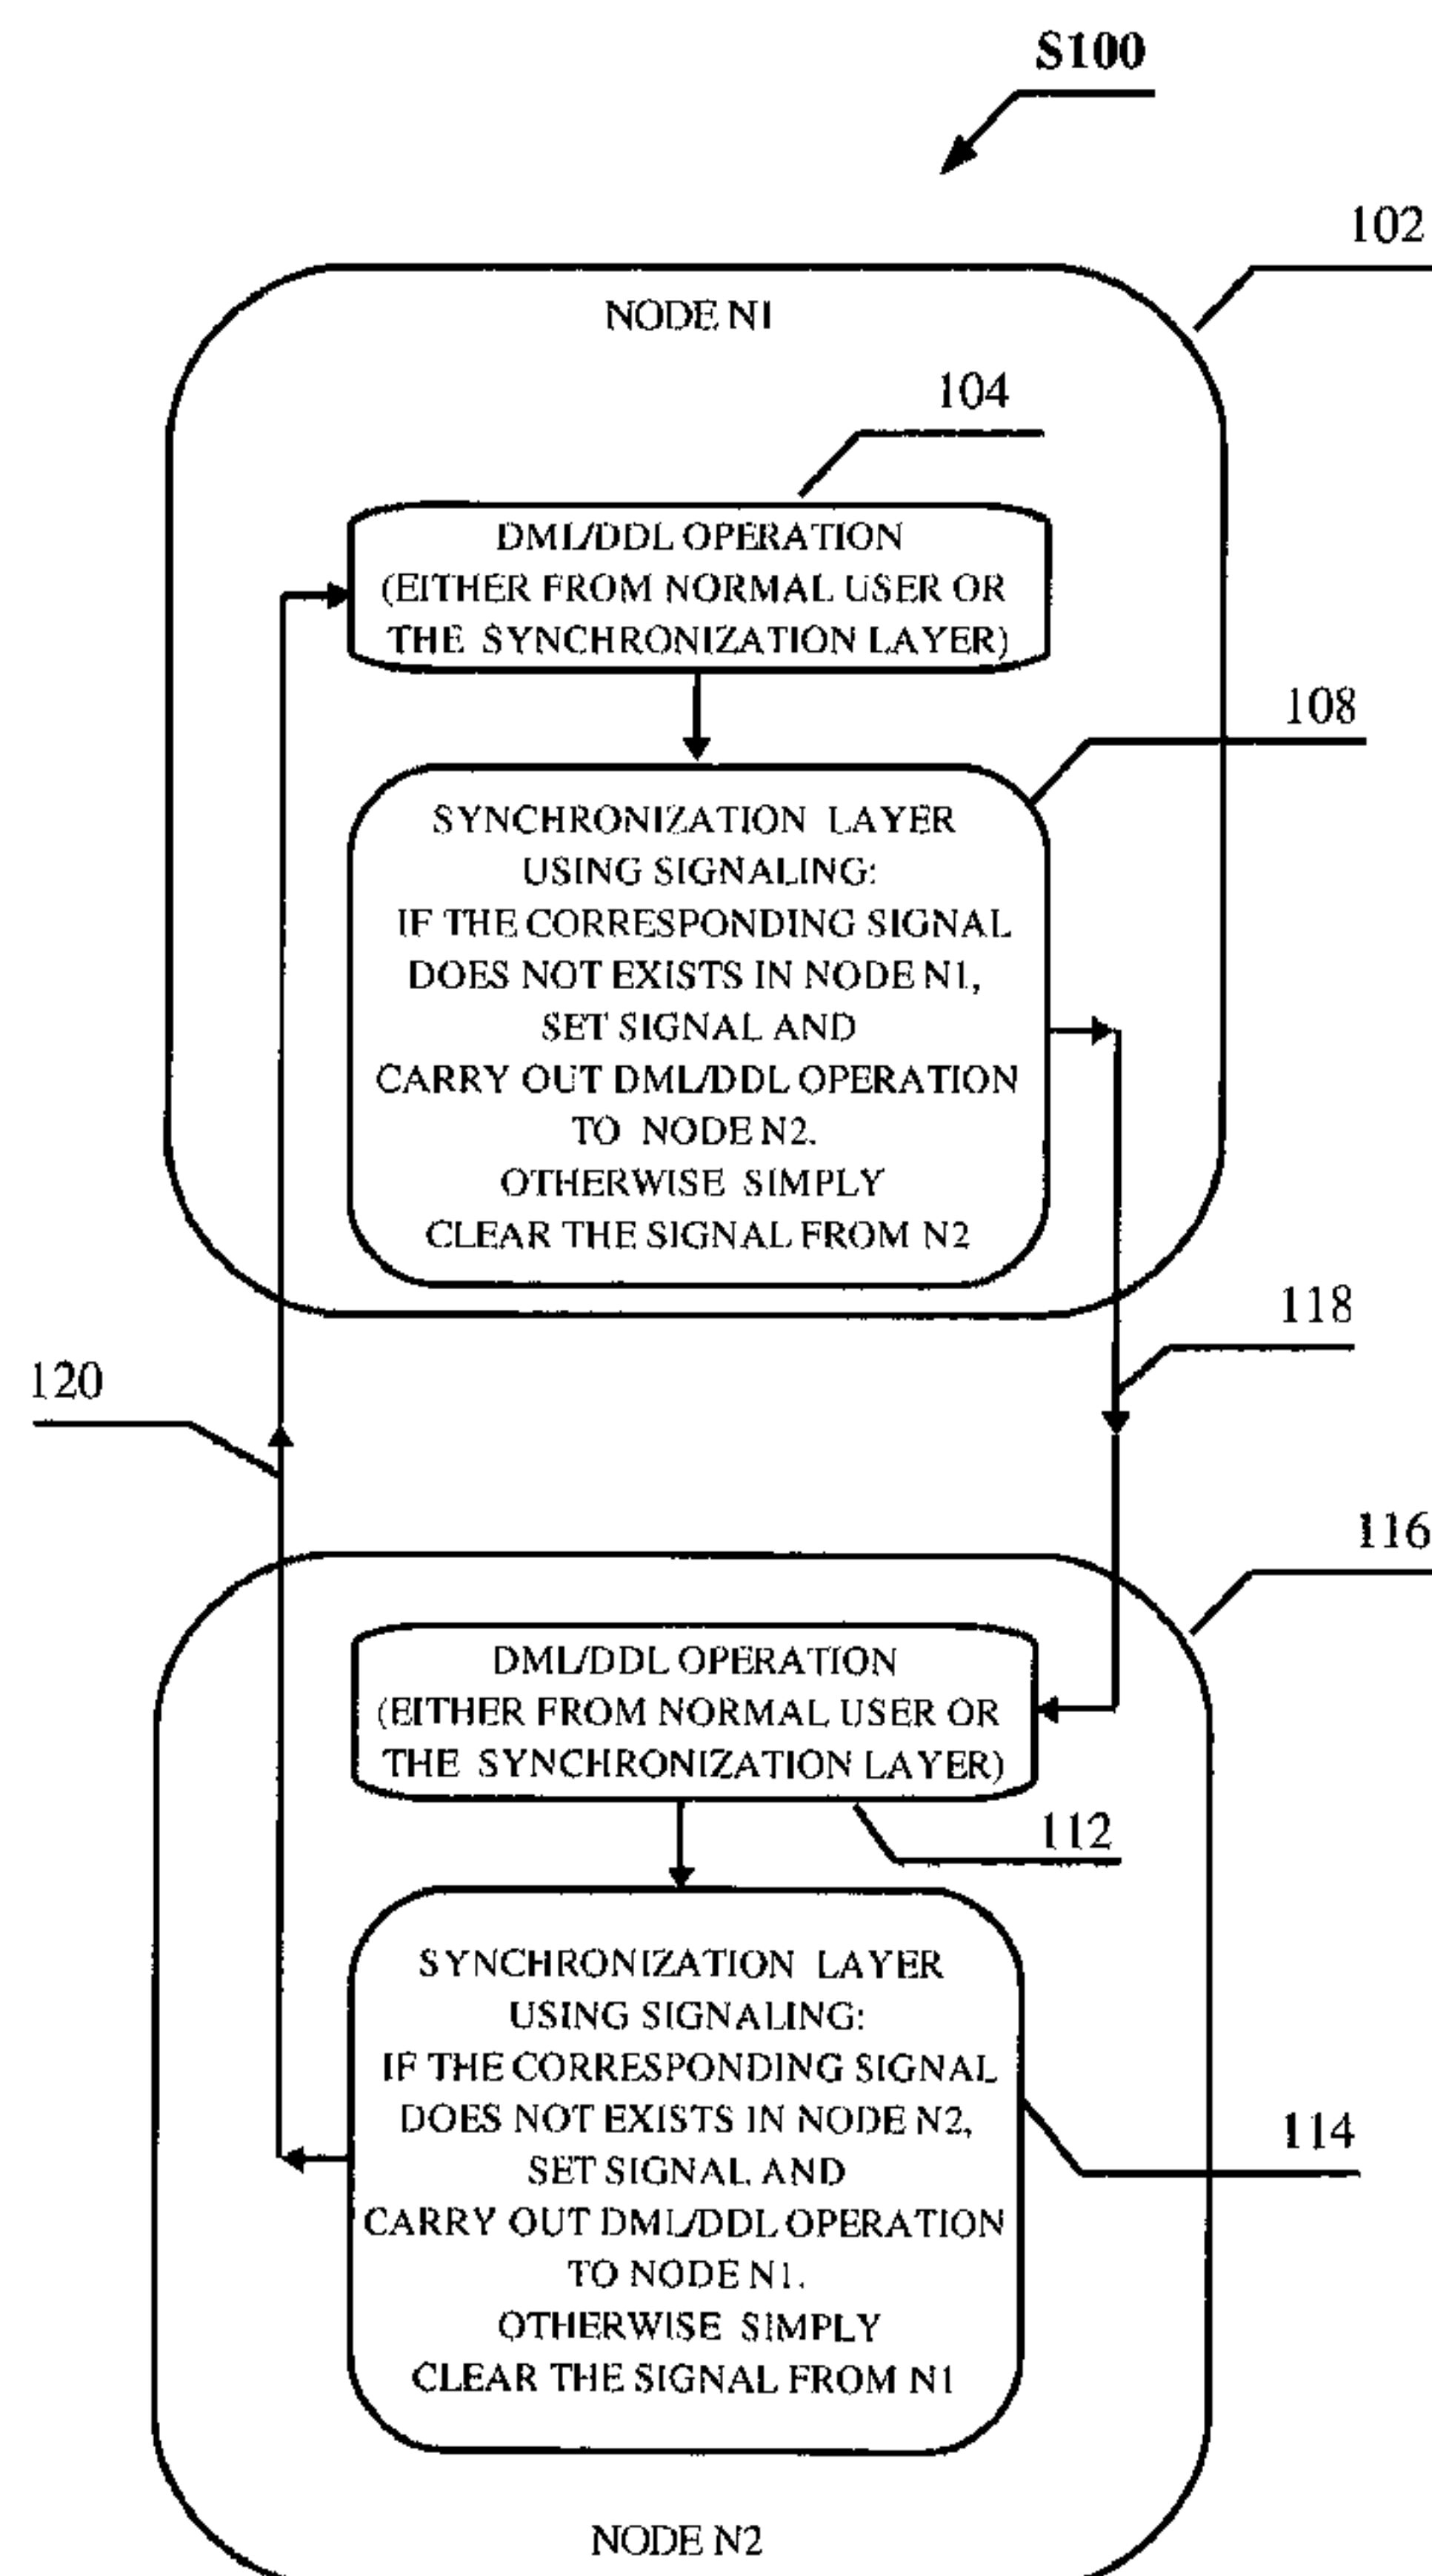 S100
102
NODE N1
104
DML/DDL OPERATION
(EITHER FROM NORMAL USER OR
THE SYNCHRONIZATION LAYER)
108
SYNCHRONIZATION LAYER
USING SIGNALING:
IF THE CORRESPONDING SIGNAL
DOES NOT EXISTS IN NODE N1,
SET SIGNAL AND
CARRY OUT DML/DDL OPERATION
TO NODE N2.
OTHERWISE SIMPLY
CLEAR THE SIGNAL FROM N2
118
120
116
DML/DDL OPERATION
(EITHER FROM NORMAL USER OR
THE SYNCHRONIZATION LAYER)
112
SYNCHRONIZATION LAYER
USING SIGNALING:
IF THE CORRESPONDING SIGNAL
DOES NOT EXISTS IN NODE N2,
SET SIGNAL AND
CARRY OUT DML/DDL OPERATION
TO NODE N1.
OTHERWISE SIMPLY
CLEAR THE SIGNAL FROM N1
114
NODE N2